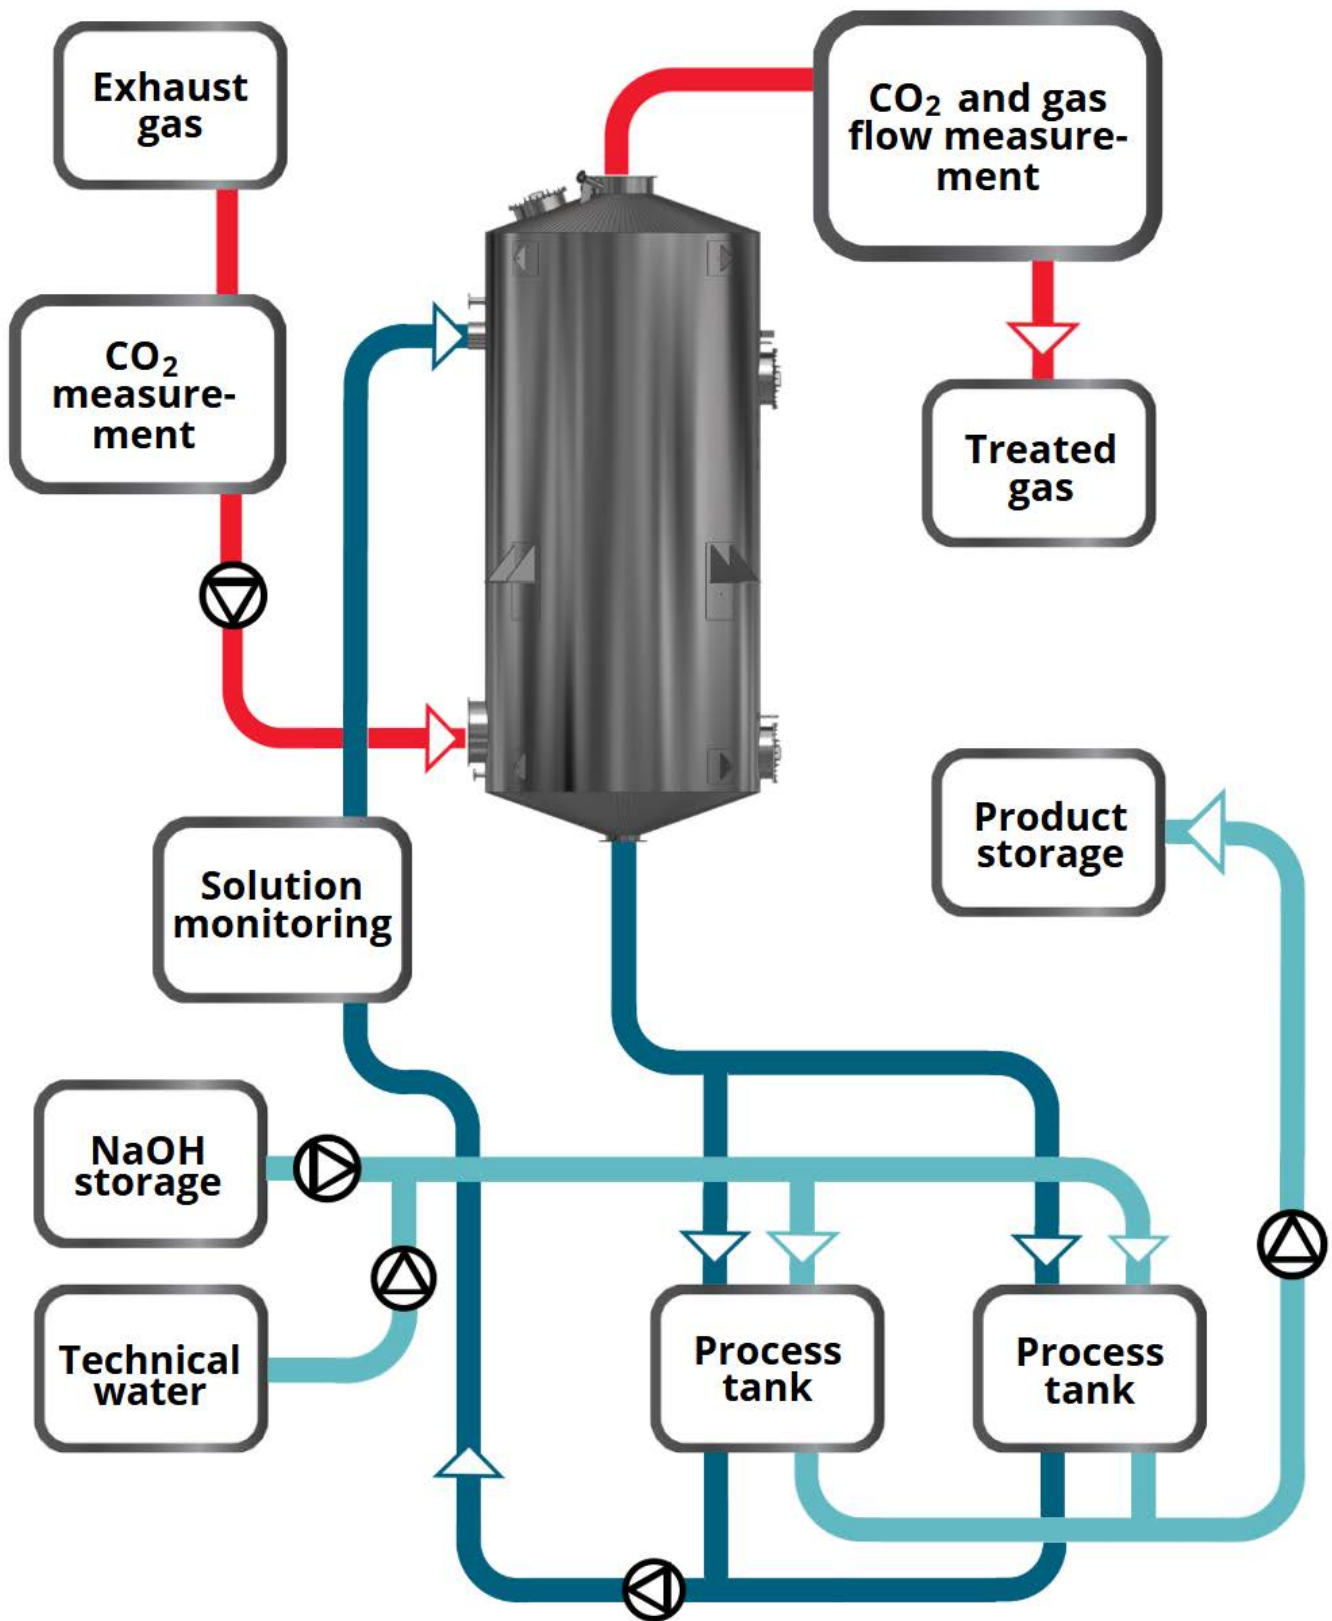 Exhaust
gas
CO₂ and gas
flow measure-
ment
CO₂
measure-
ment
Treated
gas
Product
storage
Solution
monitoring
NaOH
storage
Technical
water
Process
tank
Process
tank